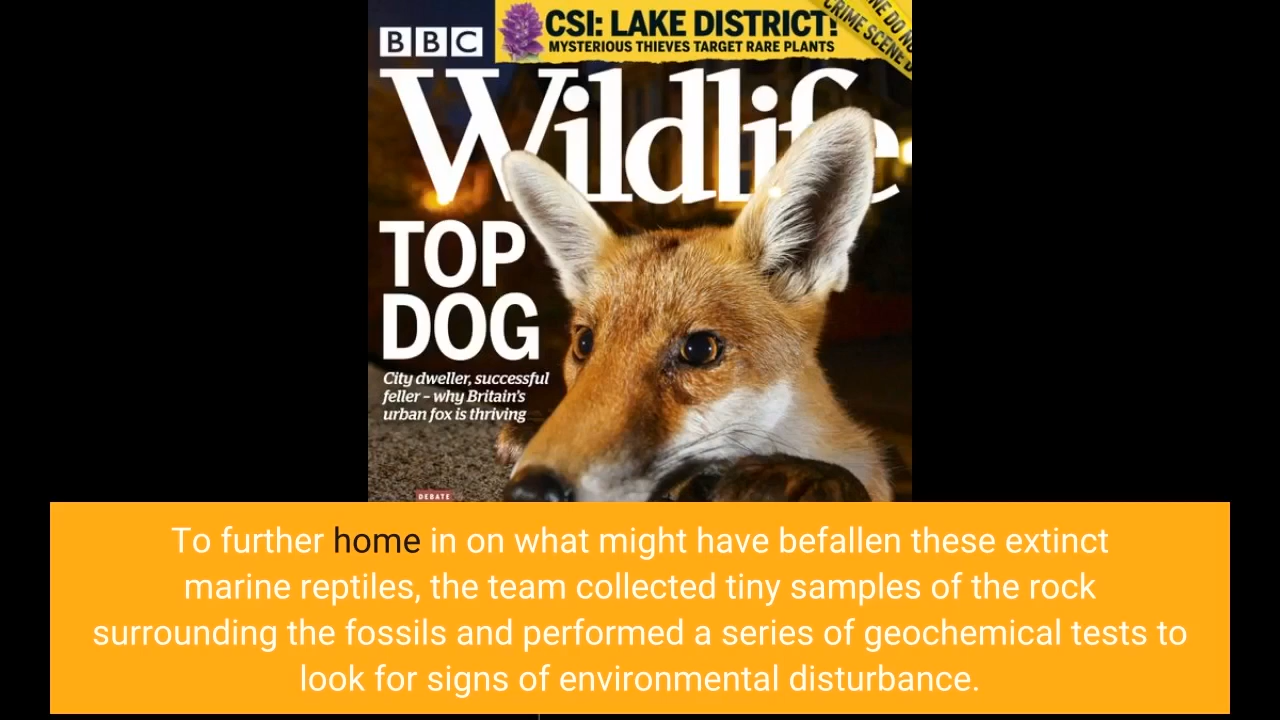 CSI: LAKE DISTRICT!
MYSTERIOUS THIEVES TARGET RARE PLANTS
CRIME SCENE
BBC
Wildlife
TOP
DOG
City dweller, successful
feller – why Britain's
urban fox is thriving
DEBATE
To further home in on what might have befallen these extinct
marine reptiles, the team collected tiny samples of the rock
surrounding the fossils and performed a series of geochemical tests to
look for signs of environmental disturbance.